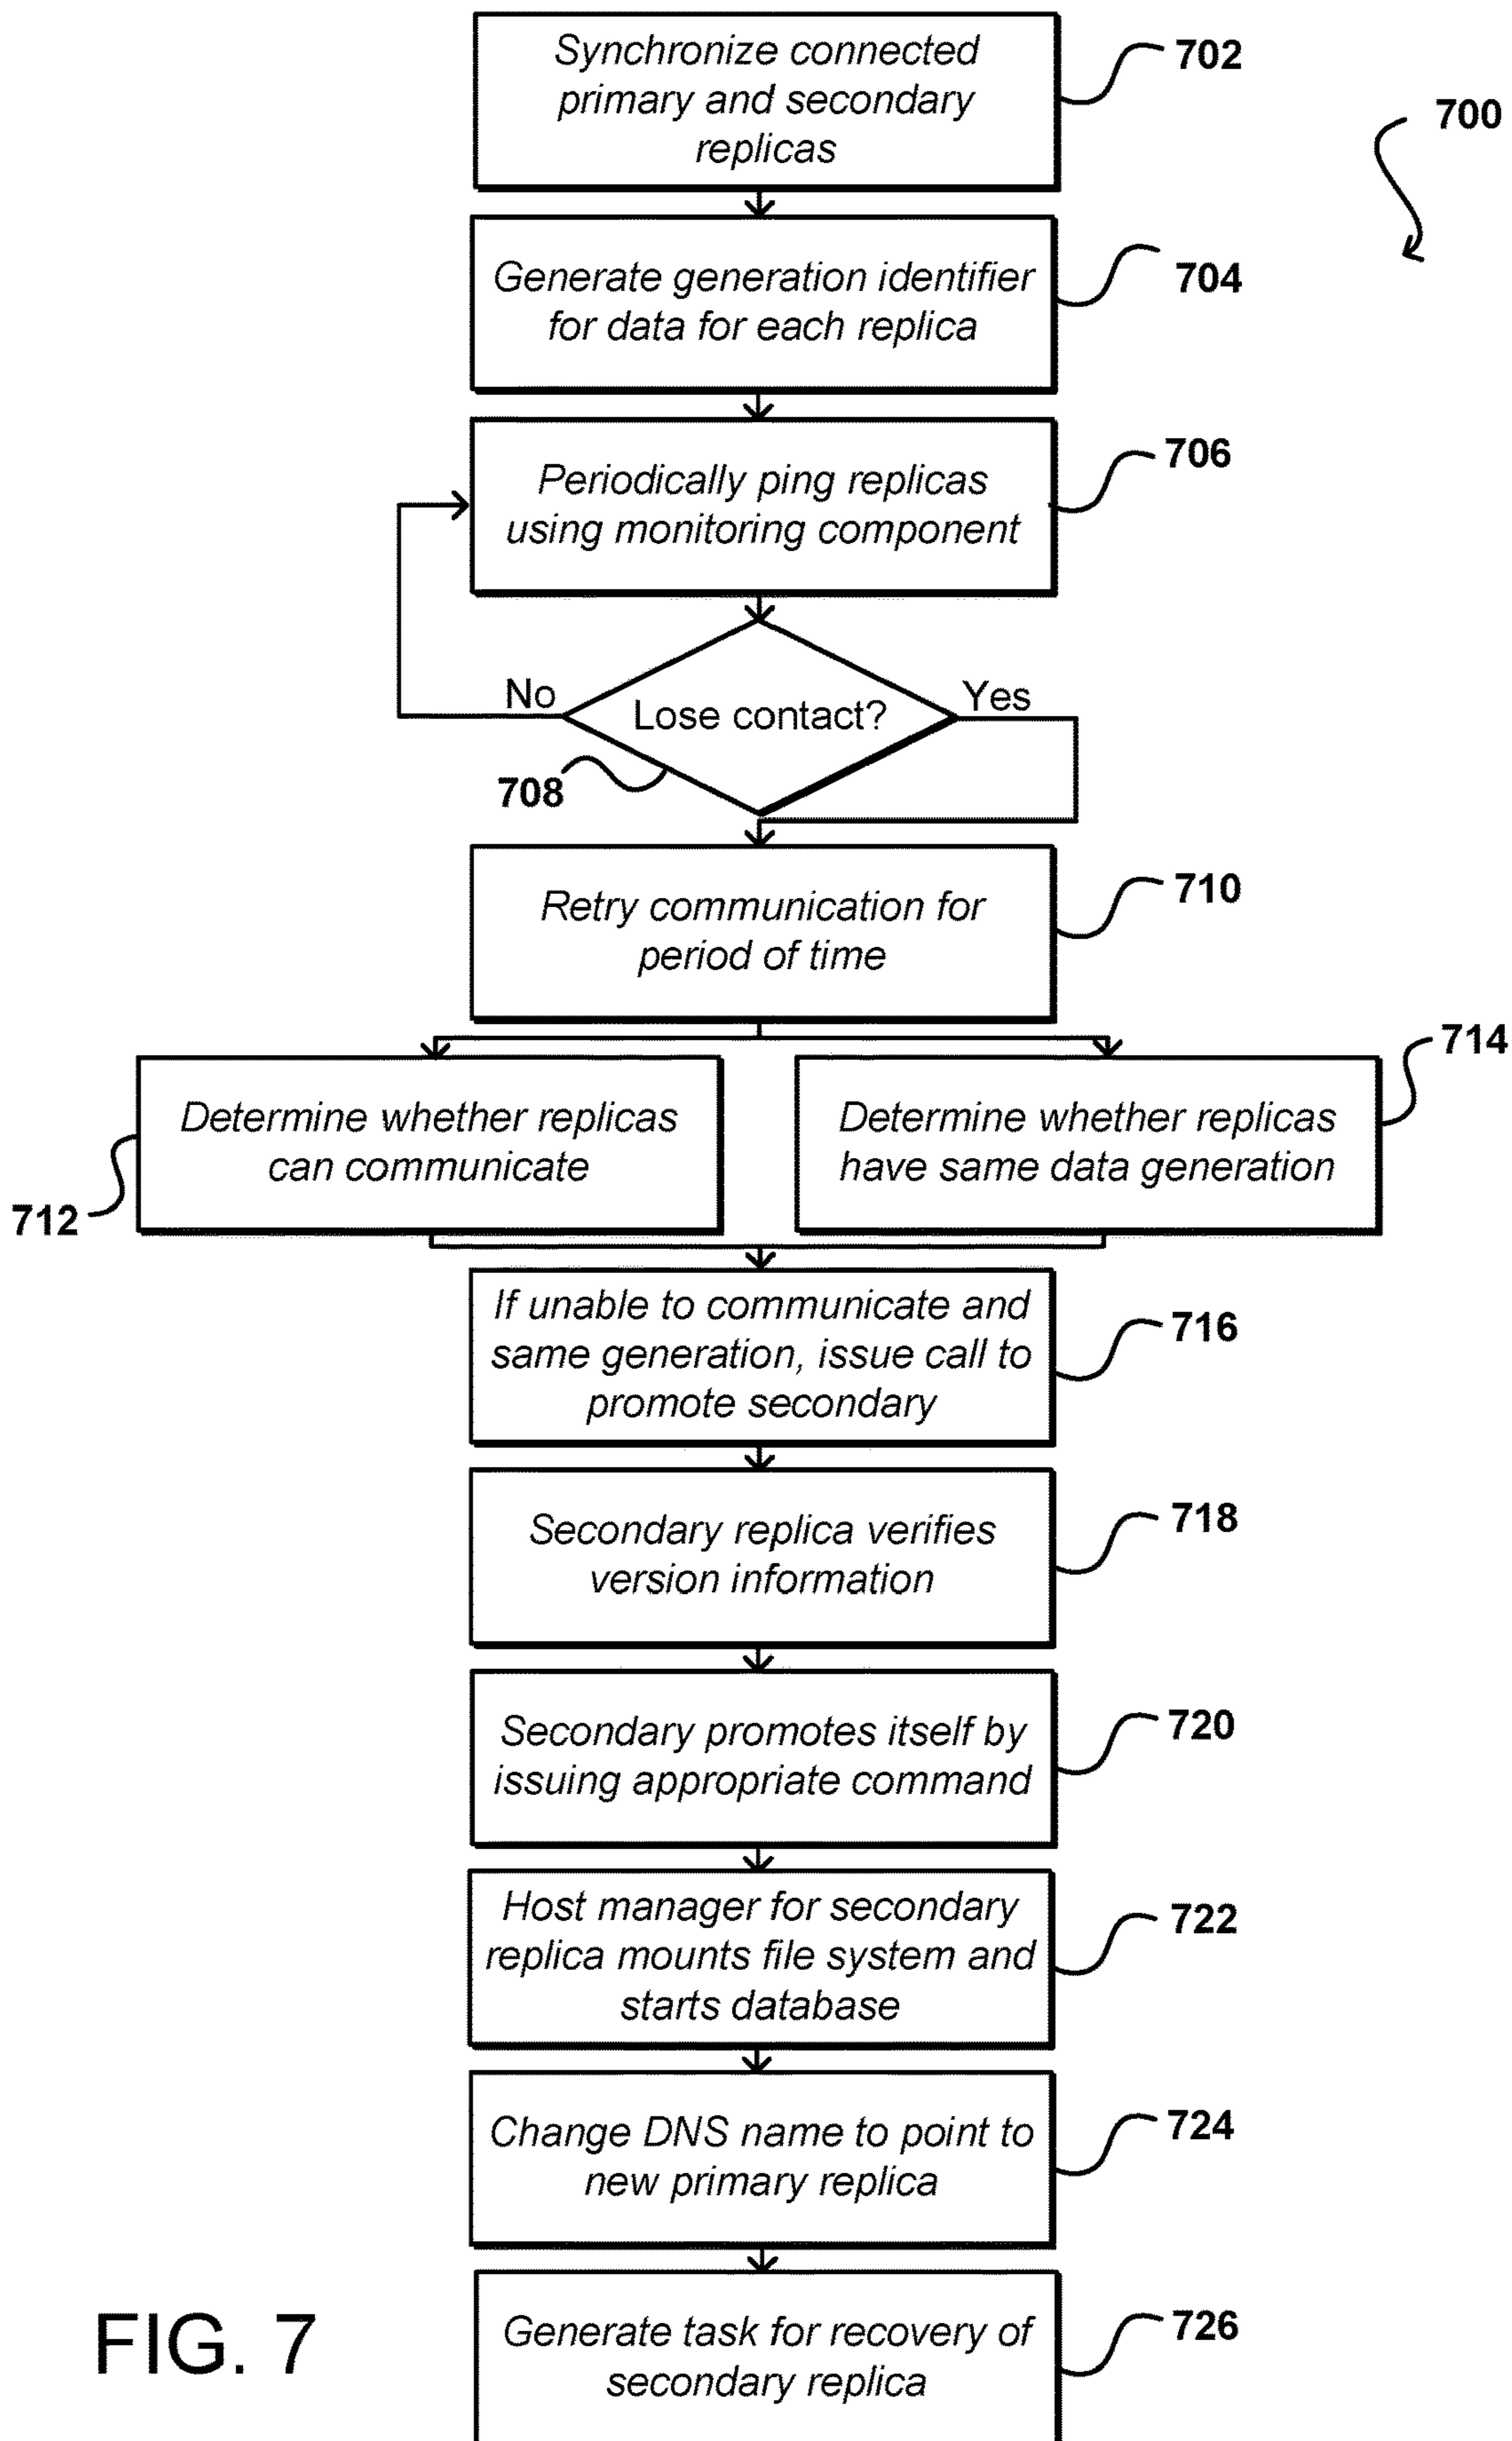 Synchronize connected
primary and secondary
replicas
702
700
Generate generation identifier
for data for each replica
704
Periodically ping replicas
using monitoring component
706
No
Lose contact?
Yes
708
Retry communication for
period of time
710
Determine whether replicas
can communicate
712
Determine whether replicas
have same data generation
714
If unable to communicate and
same generation, issue call to
promote secondary
716
Secondary replica verifies
version information
718
Secondary promotes itself by
issuing appropriate command
720
Host manager for secondary
replica mounts file system and
starts database
722
Change DNS name to point to
new primary replica
724
Generate task for recovery of
secondary replica
726
FIG. 7